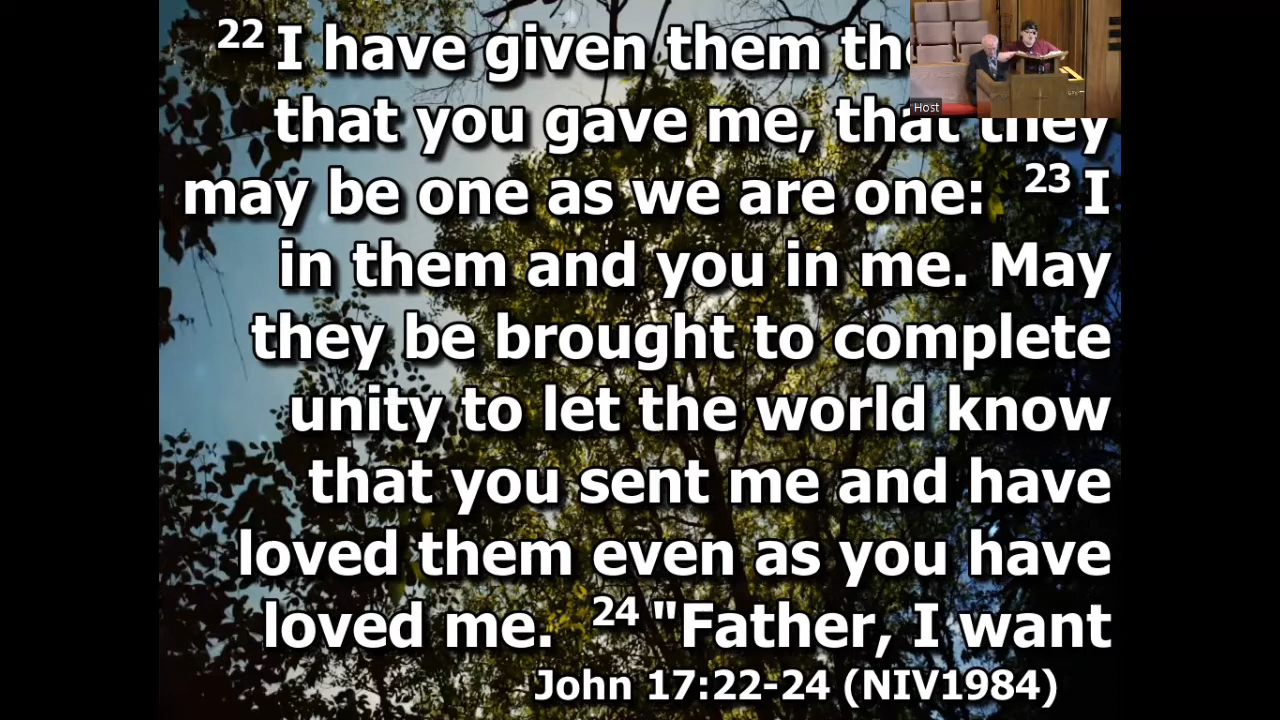 ²² I have given them the
that you gave me, that they
may be one as we are one: ²³ I
in them and you in me. May
they be brought to complete
unity to let the world know
that you sent me and have
loved them even as you have
loved me. ²⁴ "Father, I want
John 17:22-24 (NIV1984)
Host